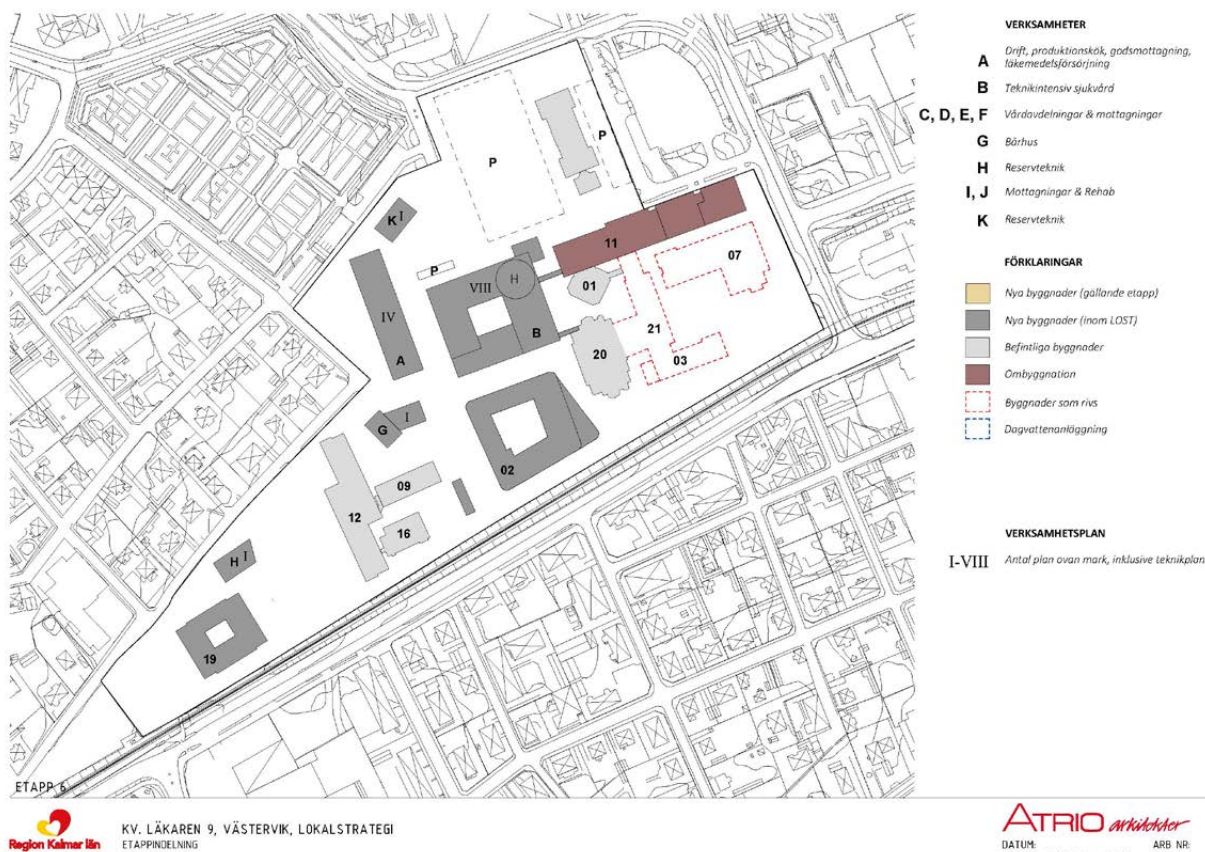 VERKSAMHETER
A Drift, produktionskök, godsmottagning, läkemedelsförsörjning
B Teknikintensiv sjukvård
C, D, E, F Vårdavdelningar & mottagningar
G Bårhus
H Reservteknik
I, J Mottagningar & Rehab
K Reservteknik
FÖRKLARINGAR
Nya byggnader (gällande etapp)
Nya byggnader (inom LOST)
Befintliga byggnader
Ombyggnation
Byggnader som rivs
Dagvattenanläggning
VERKSAMHETSPLAN
I-VIII Antal plan ovan mark, inklusive teknikplan
P
P
K I
11
07
P
VIII H
01
IV
B
21
A
20
03
I
G
02
09
12
16
H I
19
ETAPP 6
Region Kalmar län
KV. LÄKAREN 9, VÄSTERVIK, LOKALSTRATEGI
ETAPPINDELNING
ATRIO arkitekter
DATUM: ARB NR: